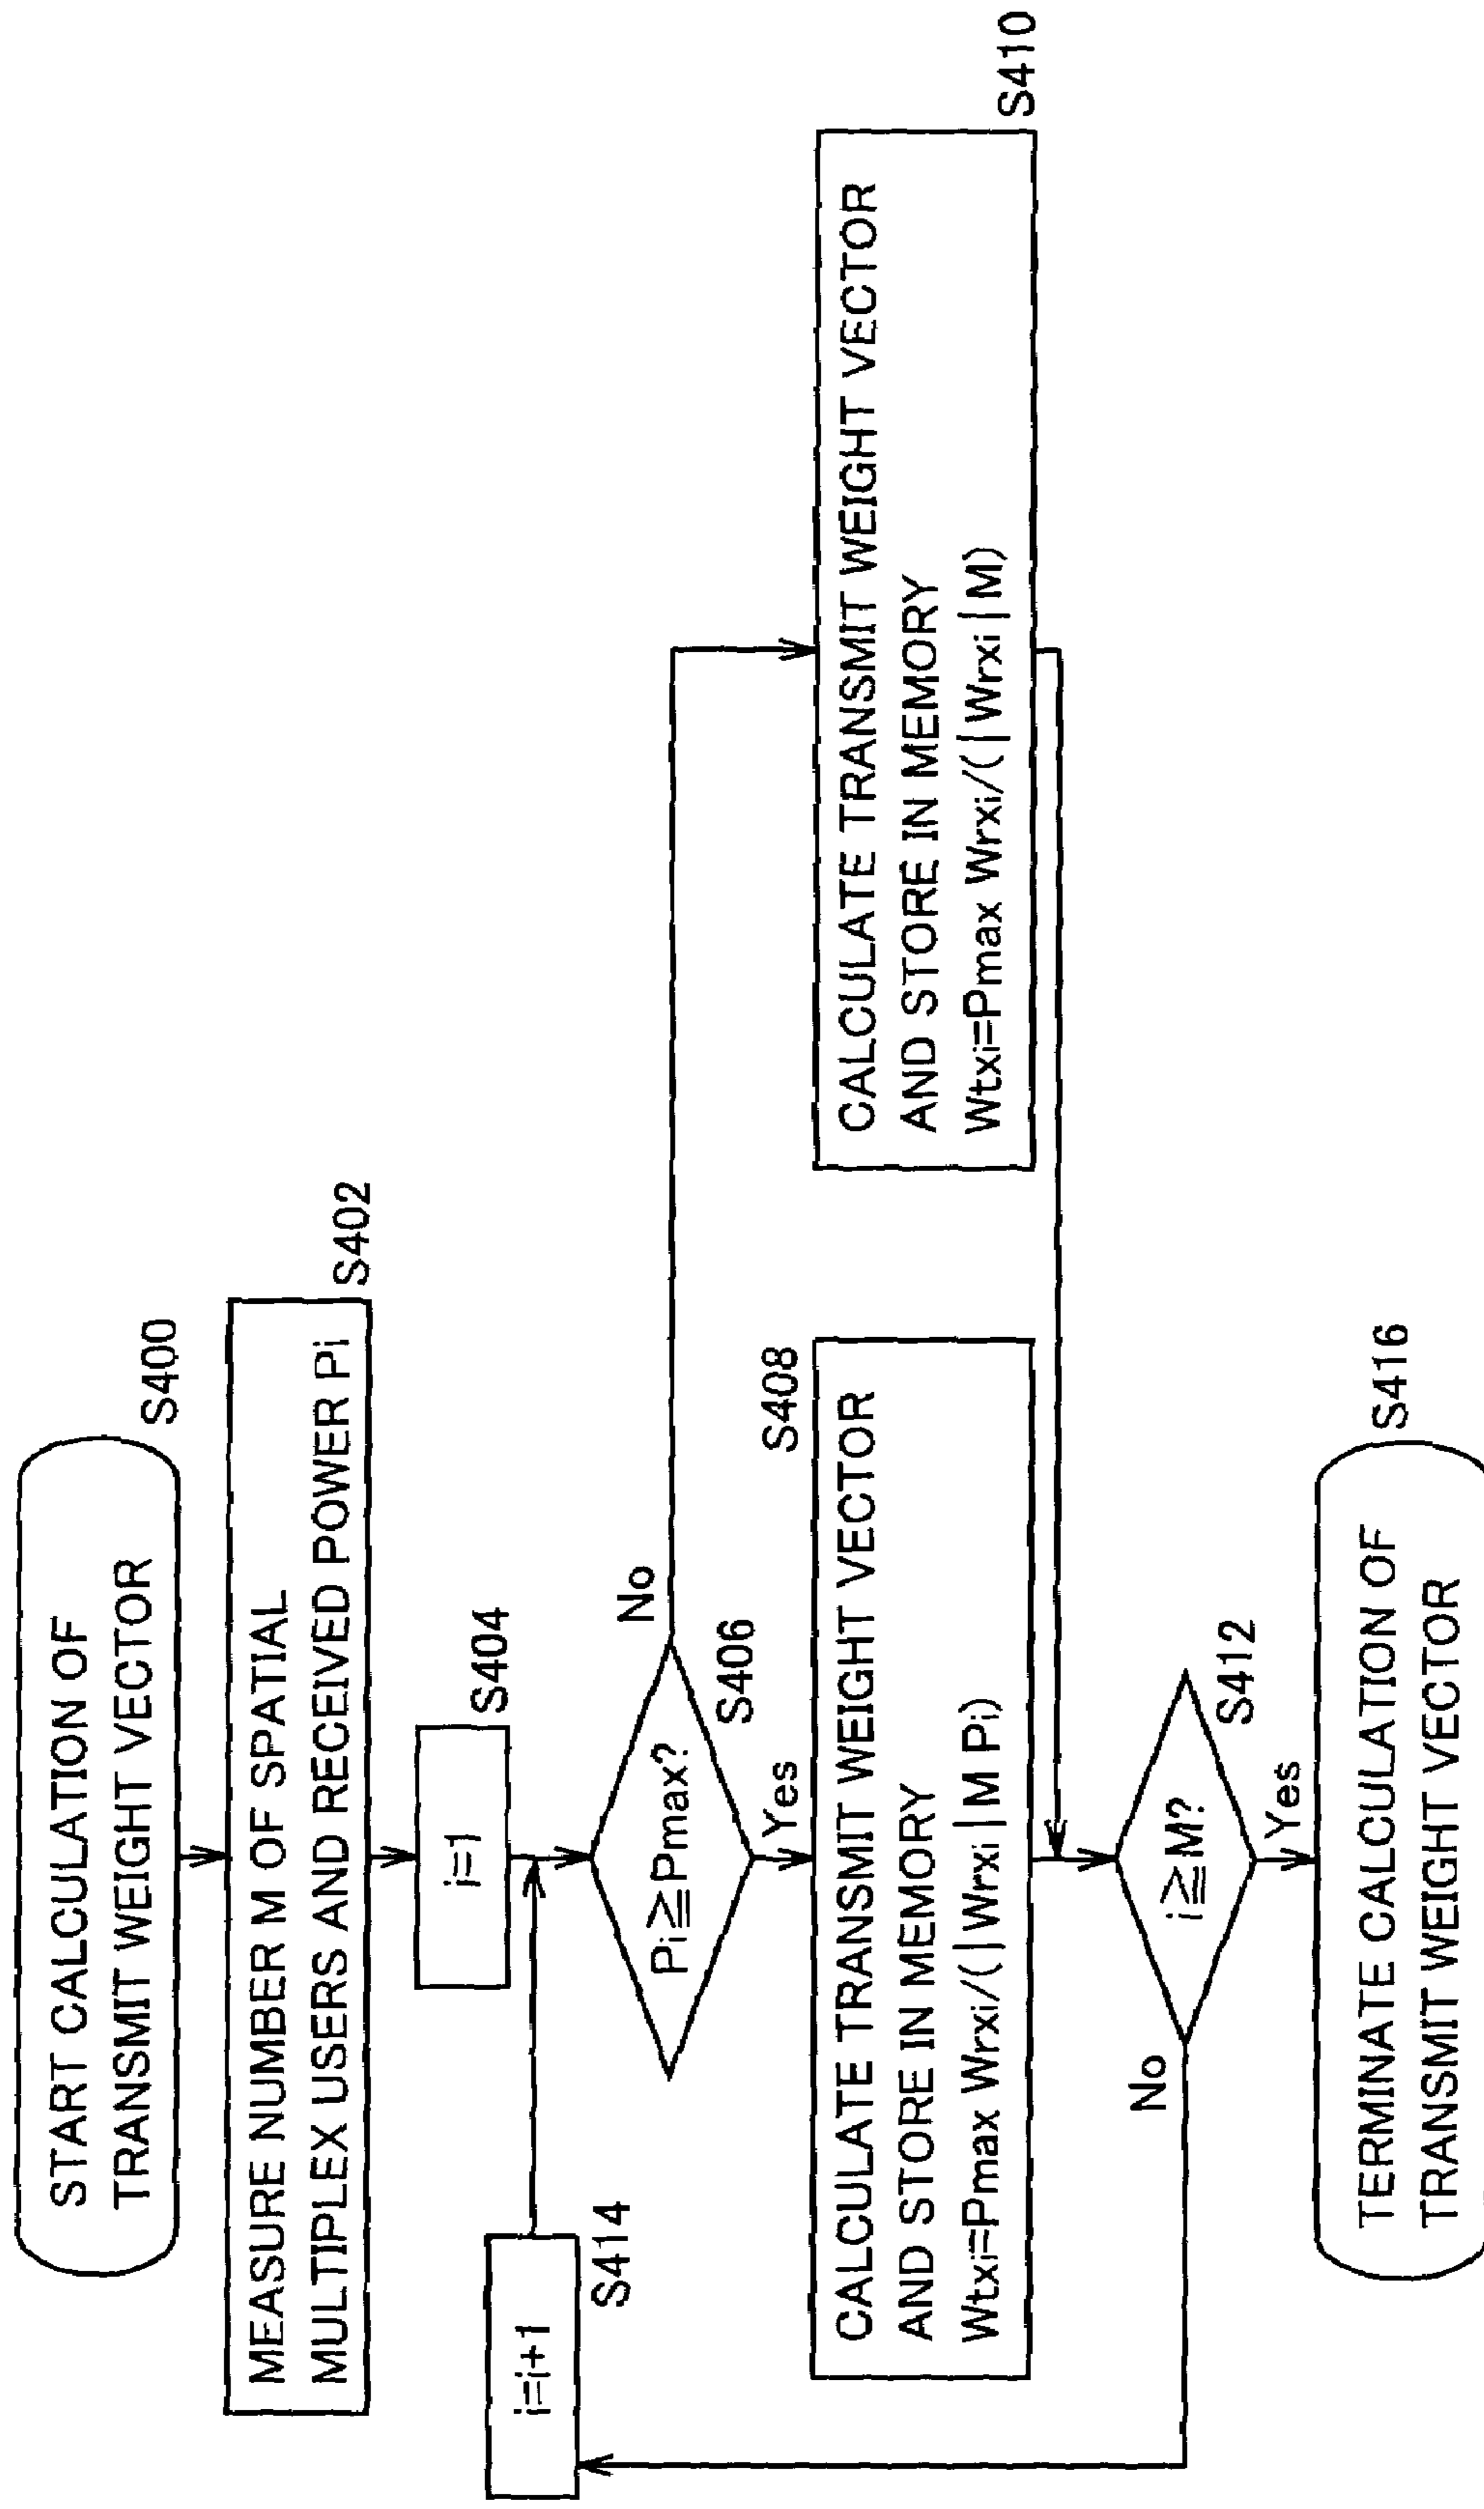 START CALCULATION OF
TRANSMIT WEIGHT VECTOR
S400
MEASURE NUMBER M OF SPATIAL
MULTIPLEX USERS AND RECEIVED POWER Pi
S402
i=1
S404
i=i+1
S414
Pi≧Pmax?
S406
No
Yes
CALCULATE TRANSMIT WEIGHT VECTOR
AND STORE IN MEMORY
Wtxi=Pmax Wrxi/(|Wrxi|M Pi)
S408
CALCULATE TRANSMIT WEIGHT VECTOR
AND STORE IN MEMORY
Wtxi=Pmax Wrxi/(|Wrxi|M)
S410
i≧M?
S412
No
Yes
TERMINATE CALCULATION OF
TRANSMIT WEIGHT VECTOR
S416